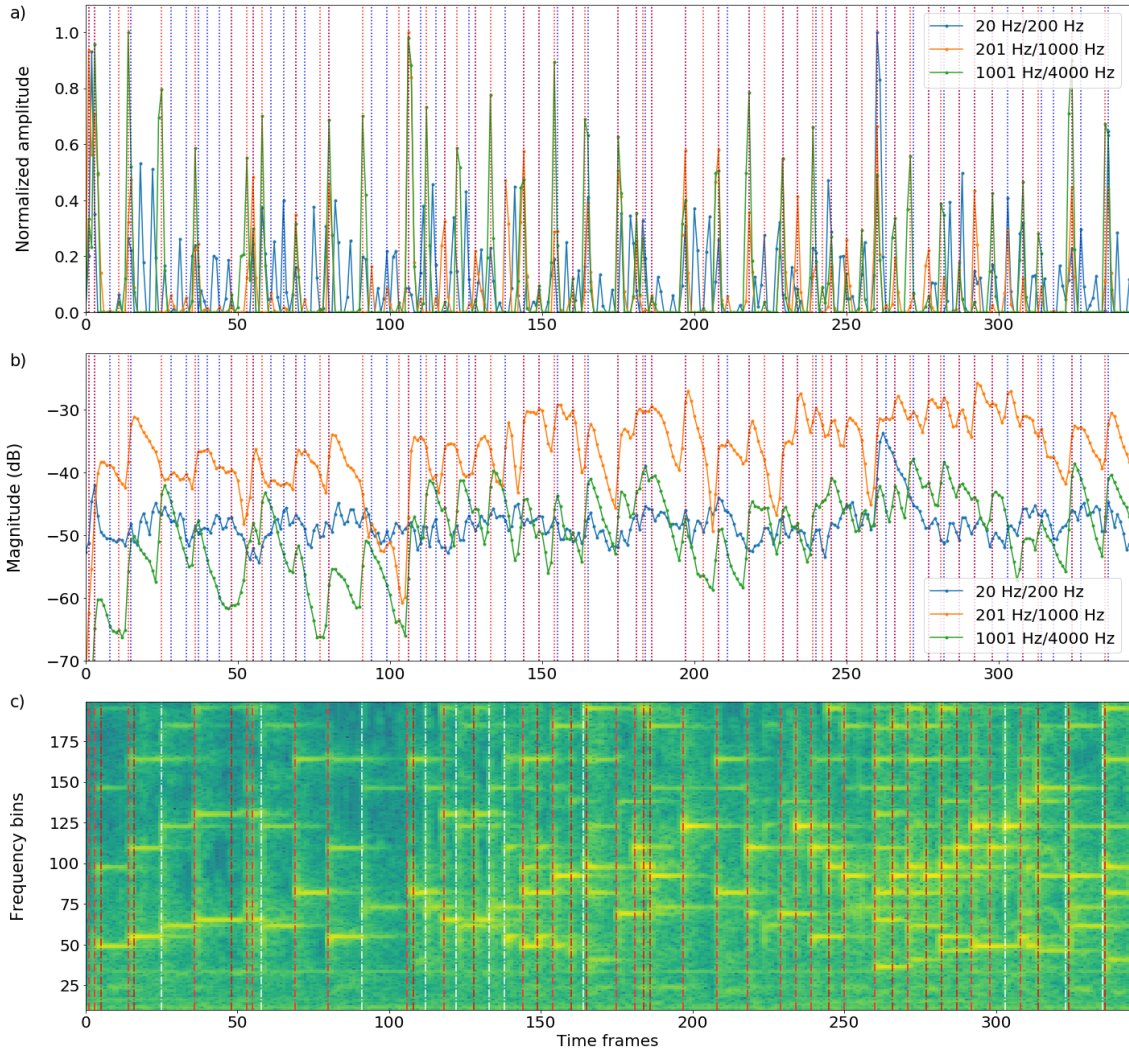 a)
Normalized amplitude
1.0
0.8
0.6
0.4
0.2
0.0
20 Hz/200 Hz
201 Hz/1000 Hz
1001 Hz/4000 Hz
0 50 100 150 200 250 300
b)
Magnitude (dB)
−30
−40
−50
−60
−70
20 Hz/200 Hz
201 Hz/1000 Hz
1001 Hz/4000 Hz
0 50 100 150 200 250 300
c)
Frequency bins
175
150
125
100
75
50
25
0 50 100 150 200 250 300
Time frames